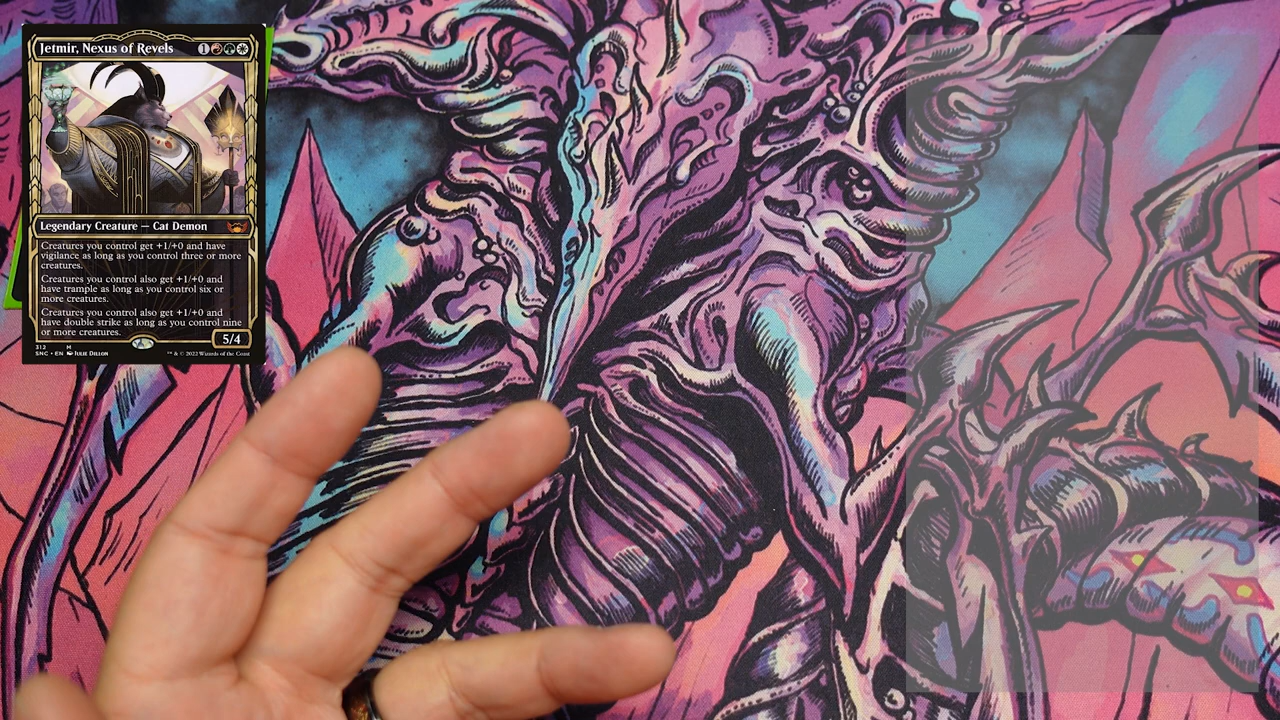 Jetmir, Nexus of Revels 1
Legendary Creature — Cat Demon
Creatures you control get +1/+0 and have
vigilance as long as you control three or more
creatures.
Creatures you control also get +1/+0 and
have trample as long as you control six or
more creatures.
Creatures you control also get +1/+0 and
have double strike as long as you control nine
or more creatures.
5/4
312 M
SNC • EN Julie Dillon ™ & © 2022 Wizards of the Coast